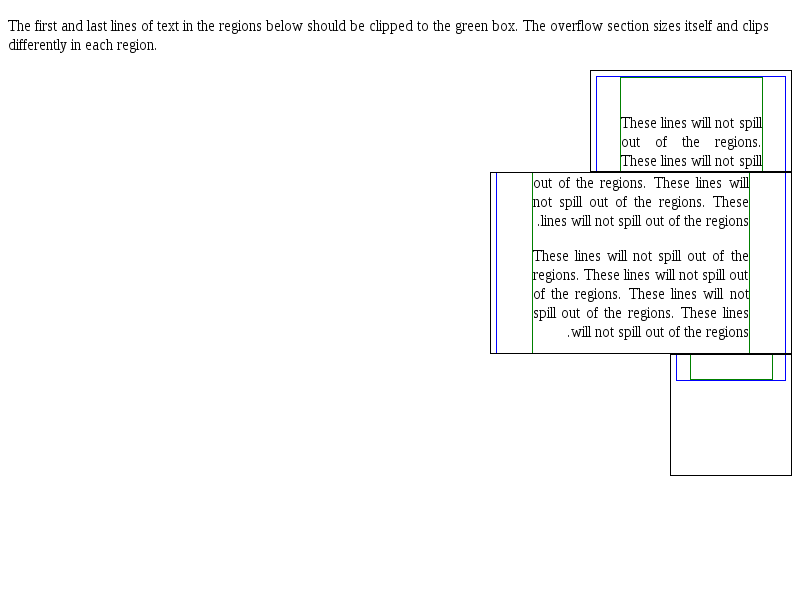 The first and last lines of text in the regions below should be clipped to the green box. The overflow section sizes itself and clips
differently in each region.
These lines will not spill
out of the regions.
These lines will not spill
out of the regions. These lines will
not spill out of the regions. These
.lines will not spill out of the regions
These lines will not spill out of the
regions. These lines will not spill out
of the regions. These lines will not
spill out of the regions. These lines
.will not spill out of the regions